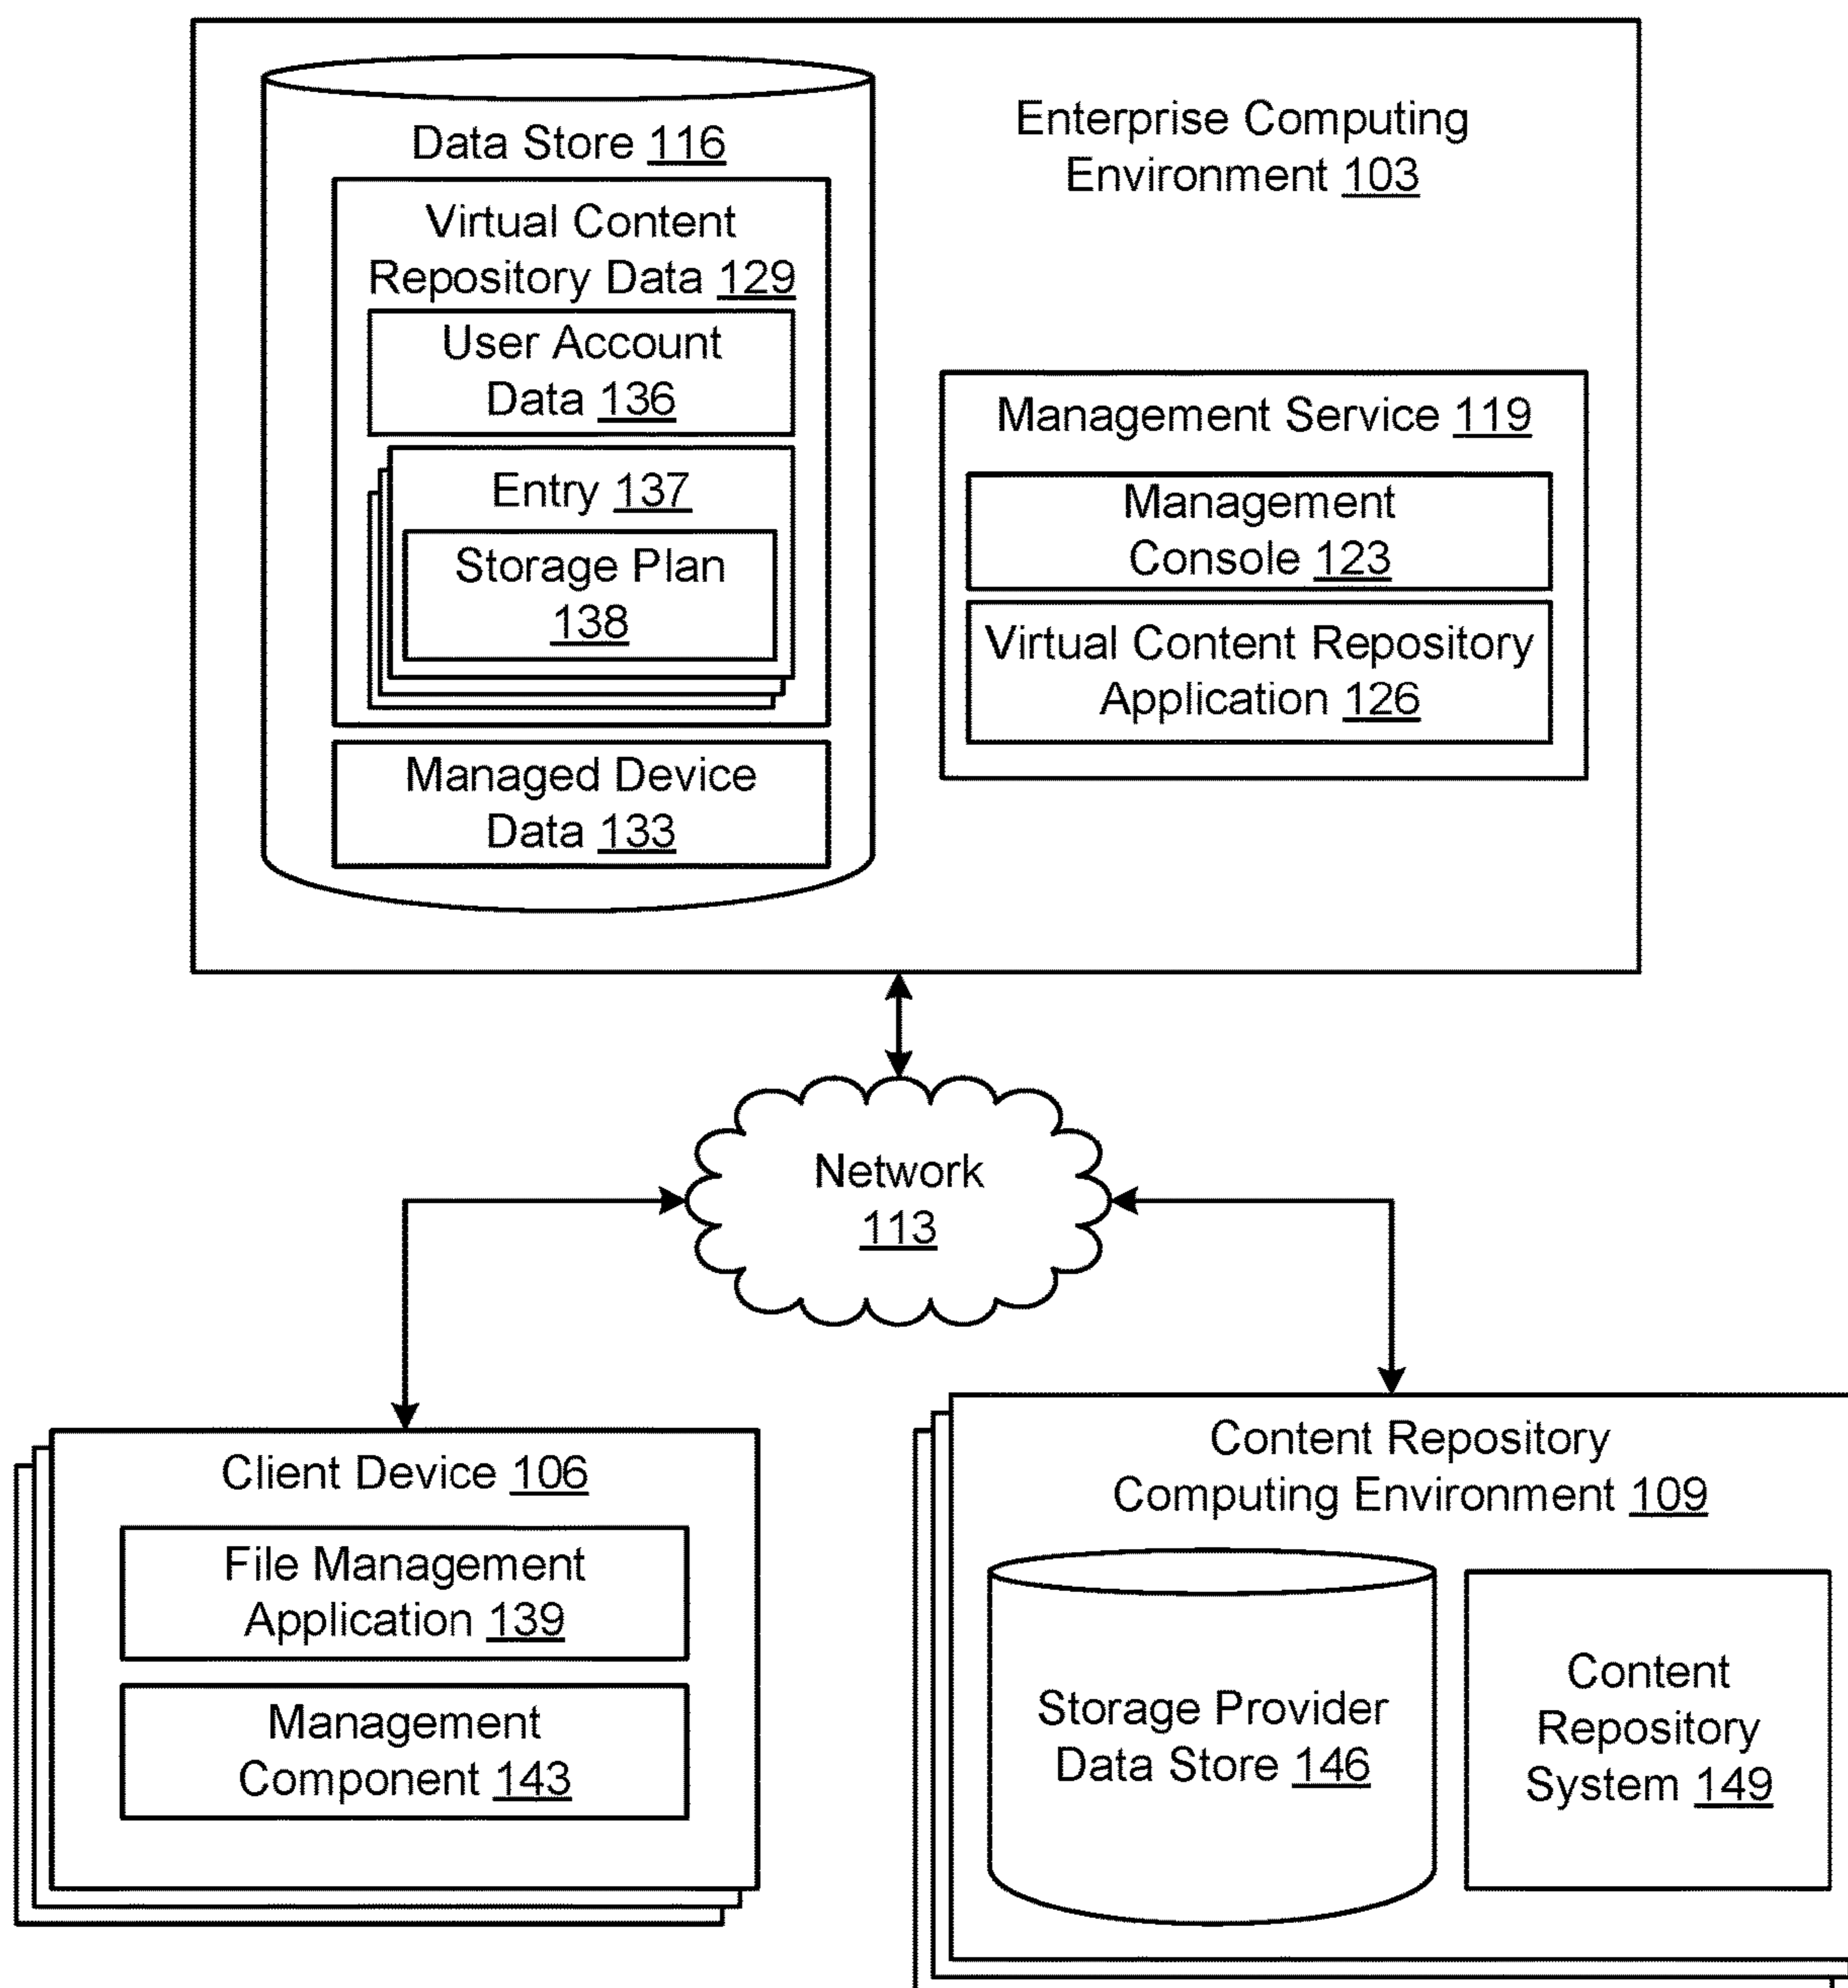 Enterprise Computing
Environment 103
Data Store 116
Virtual Content
Repository Data 129
User Account
Data 136
Entry 137
Storage Plan
138
Managed Device
Data 133
Management Service 119
Management
Console 123
Virtual Content Repository
Application 126
Network
113
Client Device 106
File Management
Application 139
Management
Component 143
Content Repository
Computing Environment 109
Storage Provider
Data Store 146
Content
Repository
System 149